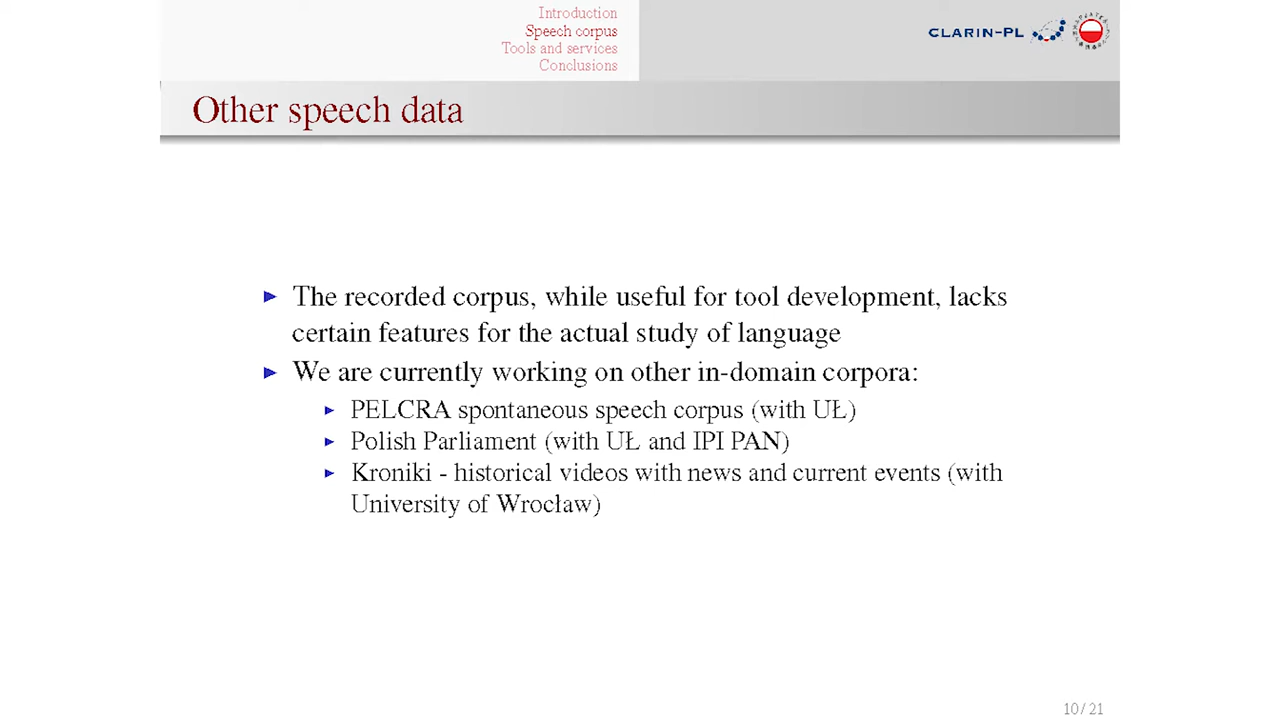 Introduction
Speech corpus
Tools and services
Conclusions
CLARIN-PL
Other speech data
The recorded corpus, while useful for tool development, lacks
certain features for the actual study of language
We are currently working on other in-domain corpora:
PELCRA spontaneous speech corpus (with UŁ)
Polish Parliament (with UŁ and IPI PAN)
Kroniki - historical videos with news and current events (with
University of Wrocław)
10 / 21